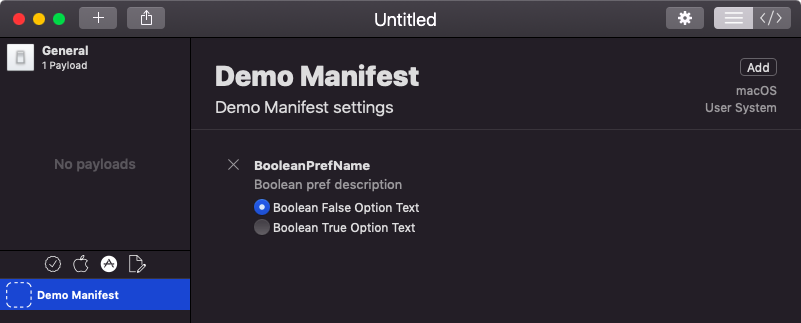 Untitled
General
1 Payload
No payloads
Demo Manifest
Demo Manifest
Demo Manifest settings
Add
macOS
User System
BooleanPrefName
Boolean pref description
Boolean False Option Text
Boolean True Option Text